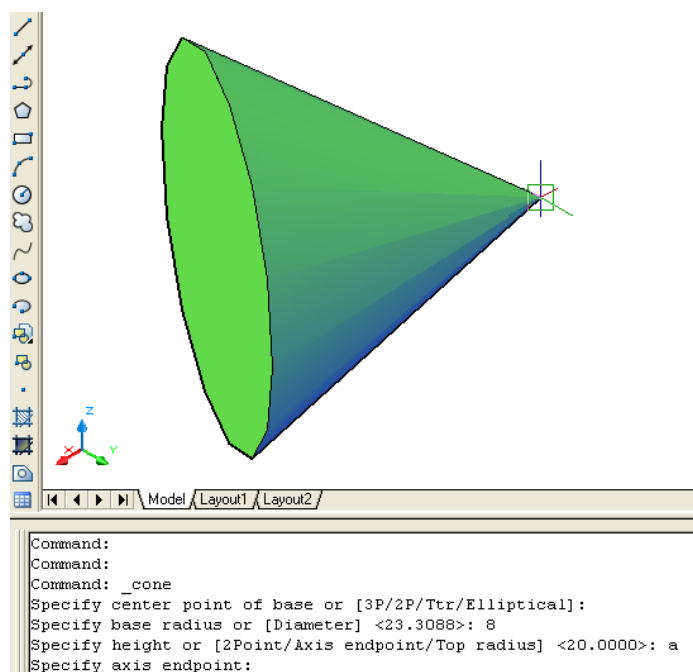 Z
X
Y
Model Layout1 Layout2
Command:
Command:
Command: _cone
Specify center point of base or [3P/2P/Ttr/Elliptical]:
Specify base radius or [Diameter] <23.3088>: 8
Specify height or [2Point/Axis endpoint/Top radius] <20.0000>: a
Specify axis endpoint: